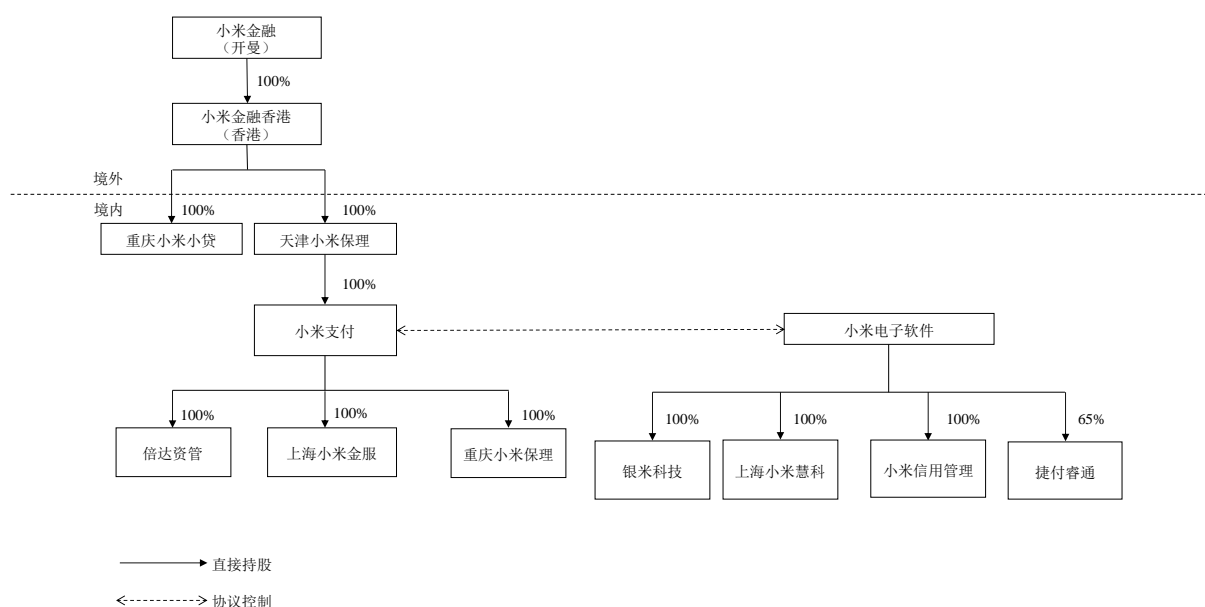 小米金融
（开曼）
100%
小米金融香港
（香港）
境外
境内
100%
100%
重庆小米小贷
天津小米保理
100%
小米支付
小米电子软件
100%
100%
100%
100%
100%
100%
65%
倍达资管
上海小米金服
重庆小米保理
银米科技
上海小米慧科
小米信用管理
捷付睿通
直接持股
协议控制